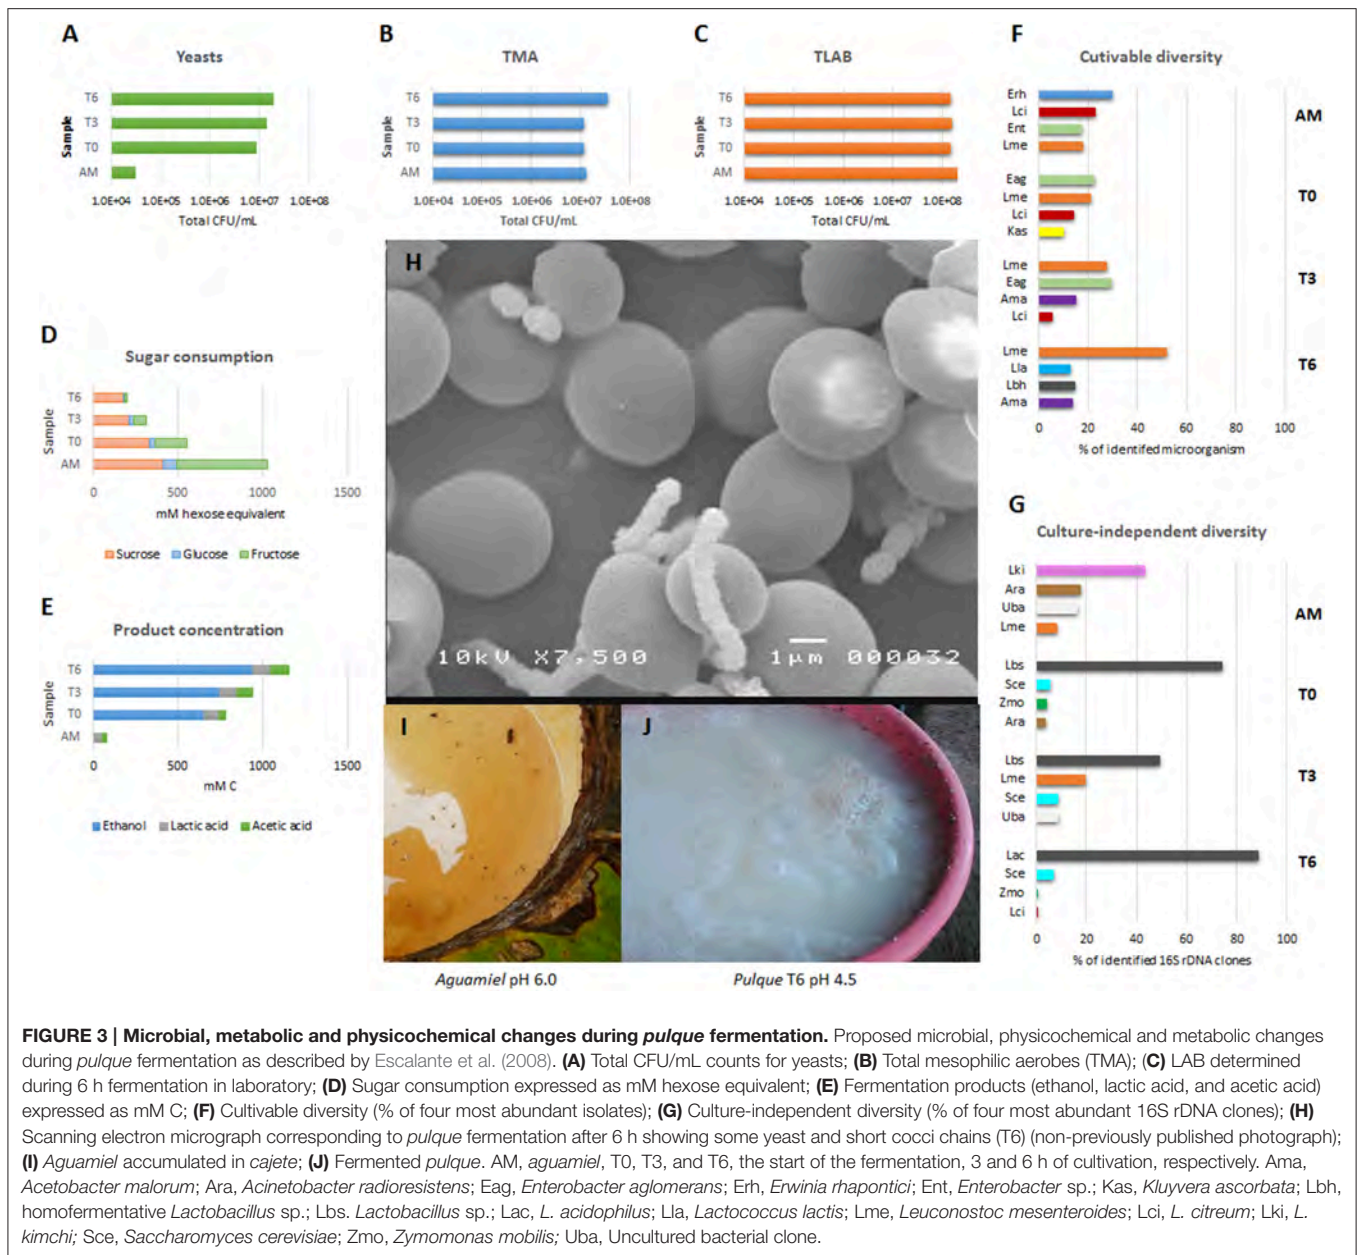 A
Yeasts
T6
T3
T0
AM
Sample
1.0E+04 1.0E+05 1.0E+06 1.0E+07 1.0E+08
Total CFU/mL
B
TMA
T6
T3
T0
AM
1.0E+04 1.0E+05 1.0E+06 1.0E+07 1.0E+08
Total CFU/mL
C
TLAB
Sample
T6
T3
T0
AM
1.0E+04 1.0E+05 1.0E+06 1.0E+07 1.0E+08
Total CFU/mL
D
Sugar consumption
Sample
T6
T3
T0
AM
0 500 1000 1500
mM hexose equivalent
Sucrose Glucose Fructose
E
Product concentration
Sample
T6
T3
T0
AM
0 500 1000 1500
mM C
Ethanol Lactic acid Acetic acid
H
10kV X7,500 1µm 000032
I
J
Aguamiel pH 6.0
Pulque T6 pH 4.5
F
Cutivable diversity
Erh
Lci
Ent
Lme
AM
Eag
Lme
Lci
Kas
T0
Lme
Eag
Ama
Lci
T3
Lme
Lla
Lbh
Ama
T6
0 20 40 60 80 100
% of identifed microorganism
G
Culture-independent diversity
Lki
Ara
Uba
Lme
AM
Lbs
Sce
Zmo
Ara
T0
Lbs
Lme
Sce
Uba
T3
Lac
Sce
Zmo
Lci
T6
0 20 40 60 80 100
% of identified 16S rDNA clones
FIGURE 3 | Microbial, metabolic and physicochemical changes during pulque fermentation. Proposed microbial, physicochemical and metabolic changes
during pulque fermentation as described by Escalante et al. (2008). (A) Total CFU/mL counts for yeasts; (B) Total mesophilic aerobes (TMA); (C) LAB determined
during 6 h fermentation in laboratory; (D) Sugar consumption expressed as mM hexose equivalent; (E) Fermentation products (ethanol, lactic acid, and acetic acid)
expressed as mM C; (F) Cultivable diversity (% of four most abundant isolates); (G) Culture-independent diversity (% of four most abundant 16S rDNA clones); (H)
Scanning electron micrograph corresponding to pulque fermentation after 6 h showing some yeast and short cocci chains (T6) (non-previously published photograph);
(I) Aguamiel accumulated in cajete; (J) Fermented pulque. AM, aguamiel, T0, T3, and T6, the start of the fermentation, 3 and 6 h of cultivation, respectively. Ama,
Acetobacter malorum; Ara, Acinetobacter radioresistens; Eag, Enterobacter aglomerans; Erh, Erwinia rhapontici; Ent, Enterobacter sp.; Kas, Kluyvera ascorbata; Lbh,
homofermentative Lactobacillus sp.; Lbs. Lactobacillus sp.; Lac, L. acidophilus; Lla, Lactococcus lactis; Lme, Leuconostoc mesenteroides; Lci, L. citreum; Lki, L.
kimchi; Sce, Saccharomyces cerevisiae; Zmo, Zymomonas mobilis; Uba, Uncultured bacterial clone.